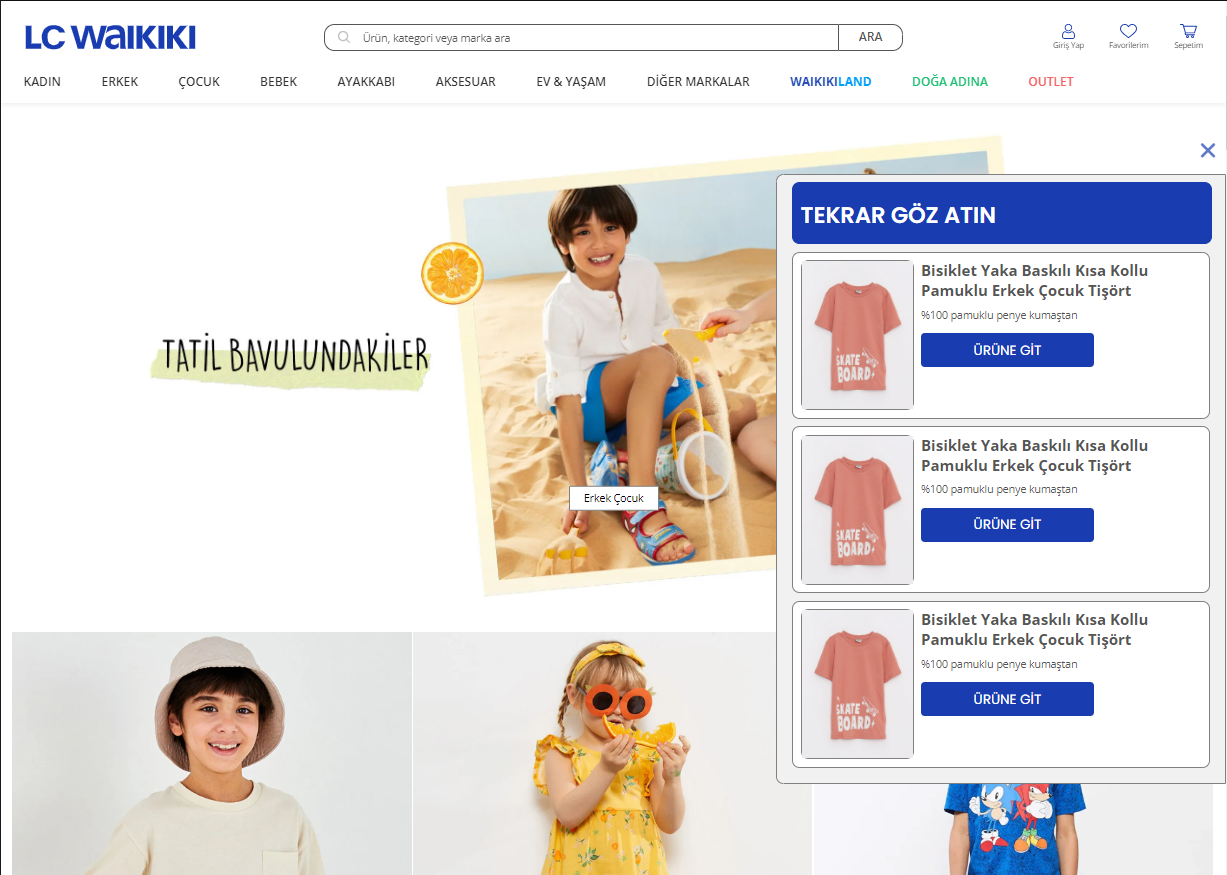 LC WAIKIKI
Ürün, kategori veya marka ara
ARA
Giriş Yap
Favorilerim
Sepetim
KADIN
ERKEK
ÇOCUK
BEBEK
AYAKKABI
AKSESUAR
EV & YAŞAM
DİĞER MARKALAR
WAIKIKILAND
DOĞA ADINA
OUTLET
TATİL BAVULUNDAKİLER
Erkek Çocuk
TEKRAR GÖZ ATIN
SKATE
BOARD
Bisiklet Yaka Baskılı Kısa Kollu
Pamuklu Erkek Çocuk Tişört
%100 pamuklu penye kumaştan
ÜRÜNE GİT
SKATE
BOARD
Bisiklet Yaka Baskılı Kısa Kollu
Pamuklu Erkek Çocuk Tişört
%100 pamuklu penye kumaştan
ÜRÜNE GİT
SKATE
BOARD
Bisiklet Yaka Baskılı Kısa Kollu
Pamuklu Erkek Çocuk Tişört
%100 pamuklu penye kumaştan
ÜRÜNE GİT